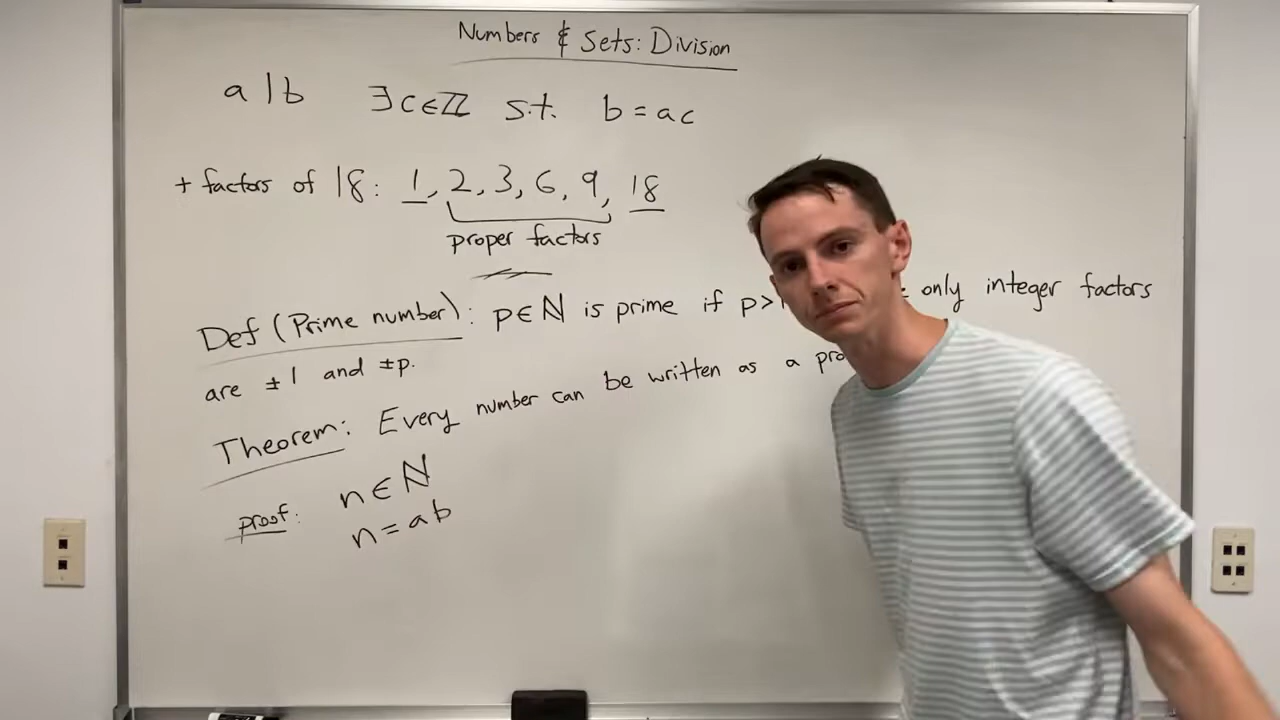 Numbers & Sets: Division
a | b ∃c∈ℤ s.t. b = ac
+ factors of 18: 1, 2, 3, 6, 9, 18
proper factors
Def (Prime number): p∈ℕ is prime if p> only integer factors
are ±1 and ±p.
Theorem: Every number can be written as a
proof: n∈ℕ
n=ab